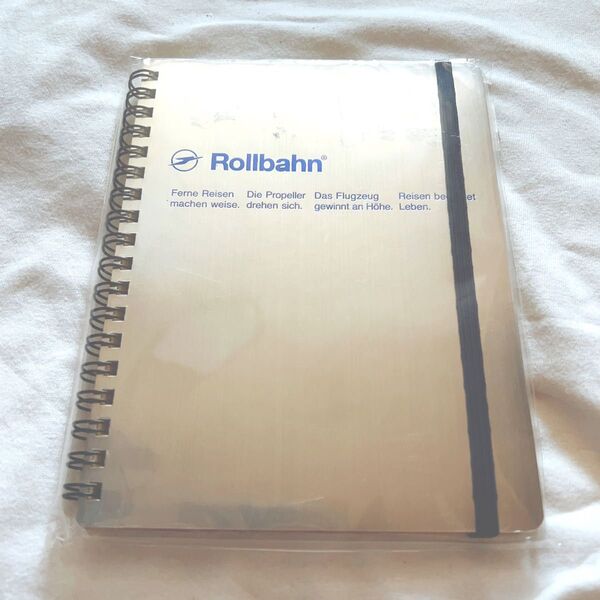 Rollbahn®
Ferne Reisen machen weise.
Die Propeller drehen sich.
Das Flugzeug gewinnt an Höhe.
Reisen Leben.